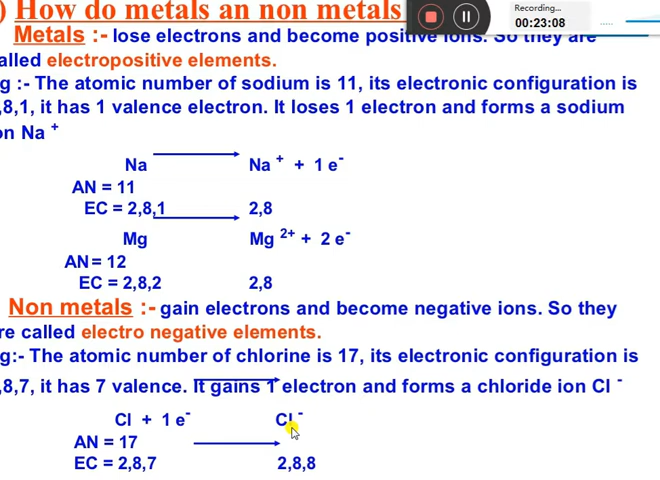 ) How do metals an non metals
Recording...
00:23:08
Metals :- lose electrons and become positive ions. So they are
alled electropositive elements.
g :- The atomic number of sodium is 11, its electronic configuration is
,8,1, it has 1 valence electron. It loses 1 electron and forms a sodium
on Na +
Na Na + + 1 e-
AN = 11
EC = 2,8,1 2,8
Mg Mg 2+ + 2 e-
AN = 12
EC = 2,8,2 2,8
Non metals :- gain electrons and become negative ions. So they
re called electro negative elements.
g:- The atomic number of chlorine is 17, its electronic configuration is
,8,7, it has 7 valence. It gains 1 electron and forms a chloride ion Cl -
Cl + 1 e- Cl -
AN = 17
EC = 2,8,7 2,8,8